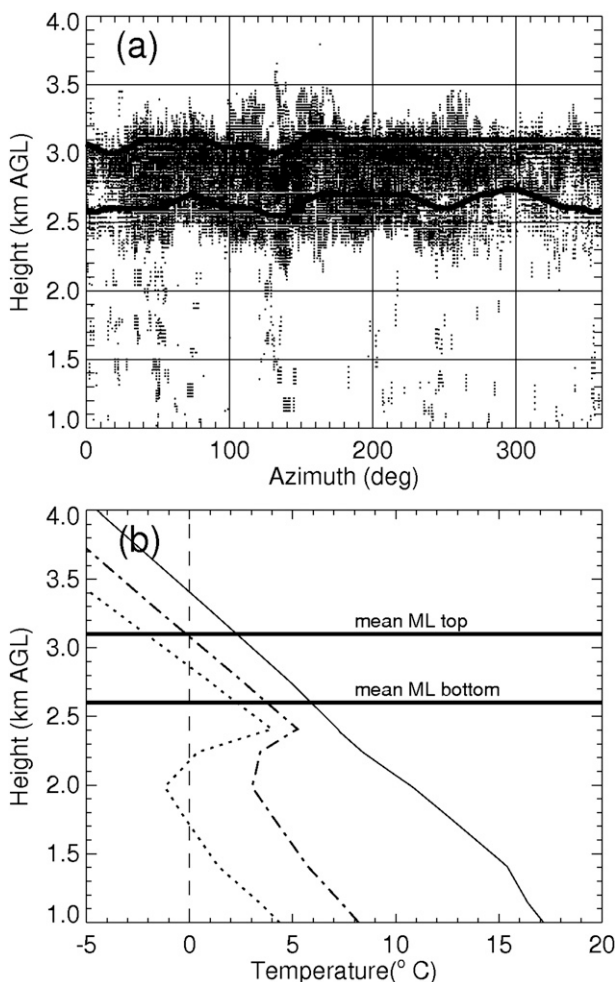 (a)
4.0
3.5
3.0
2.5
2.0
1.5
1.0
Height (km AGL)
0 100 200 300
Azimuth (deg)
(b)
4.0
3.5
3.0
2.5
2.0
1.5
1.0
Height (km AGL)
mean ML top
mean ML bottom
-5 0 5 10 15 20
Temperature(° C)